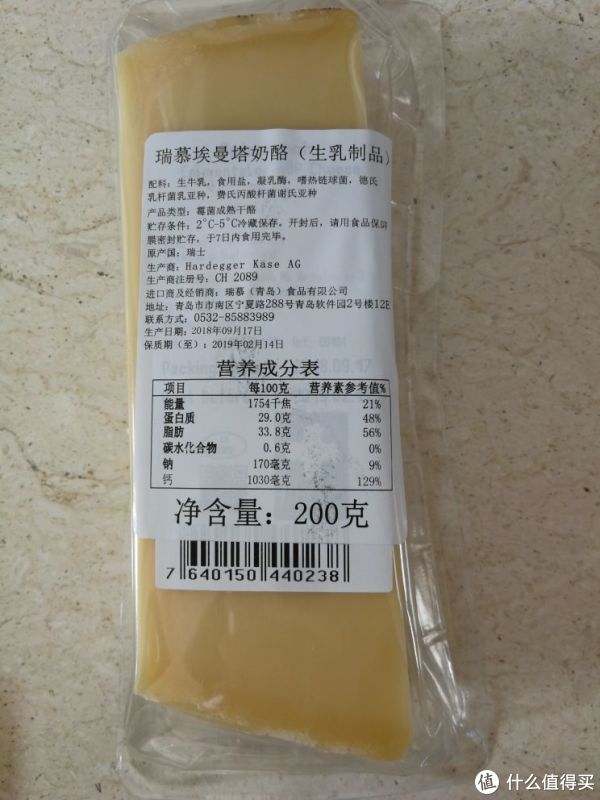 瑞慕埃曼塔奶酪（生乳制品）
配料：生牛乳，食用盐，凝乳酶，嗜热链球菌，德氏
乳杆菌乳亚种，费氏丙酸杆菌谢氏亚种
产品类型：霉菌成熟干酪
贮存条件：2°C-5°C冷藏保存。开封后，请用食品保鲜
膜密封贮存，于7日内食用完毕。
原产国：瑞士
生产商：Hardegger Käse AG
生产商注册号：CH 2089
进口商及经销商：瑞慕（青岛）食品有限公司
地址：青岛市市南区宁夏路288号青岛软件园2号楼12E
联系方式：0532-85883989
生产日期：2018年09月17日
保质期（至）：2019年02月14日
营养成分表
项目 每100克 营养素参考值%
能量 1754千焦 21%
蛋白质 29.0克 48%
脂肪 33.8克 56%
碳水化合物 0.6克 0%
钠 170毫克 9%
钙 1030毫克 129%
净含量：200克
7 640150 440238
值 什么值得买